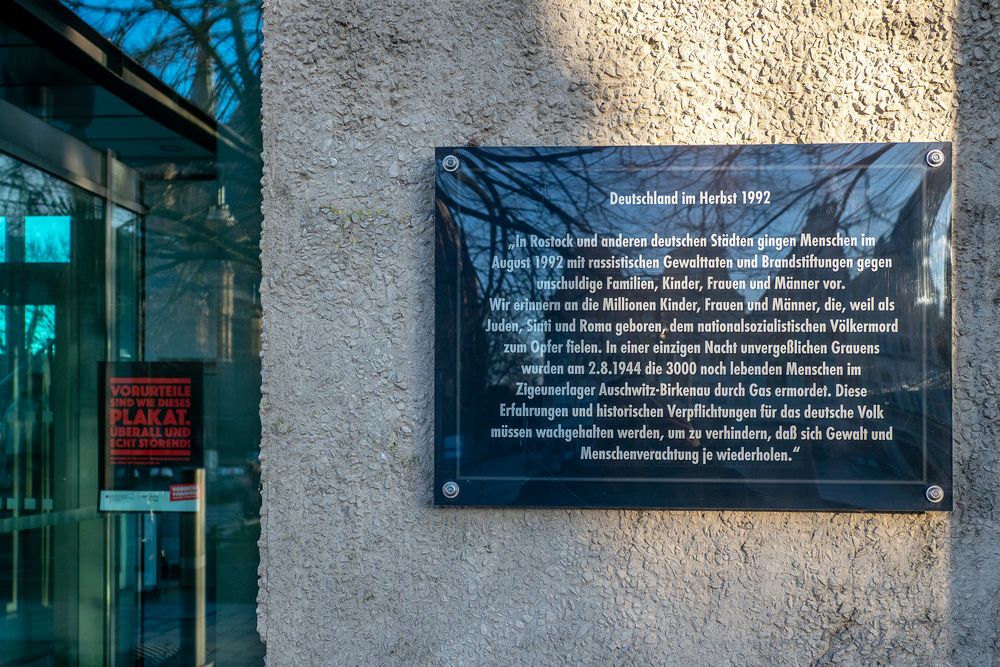 Deutschland im Herbst 1992
„In Rostock und anderen deutschen Städten gingen Menschen im
August 1992 mit rassistischen Gewalttaten und Brandstiftungen gegen
unschuldige Familien, Kinder, Frauen und Männer vor.
Wir erinnern an die Millionen Kinder, Frauen und Männer, die, weil als
Juden, Sinti und Roma geboren, dem nationalsozialistischen Völkermord
zum Opfer fielen. In einer einzigen Nacht unvergeßlichen Grauens
wurden am 2.8.1944 die 3000 noch lebenden Menschen im
Zigeunerlager Auschwitz-Birkenau durch Gas ermordet. Diese
Erfahrungen und historischen Verpflichtungen für das deutsche Volk
müssen wachgehalten werden, um zu verhindern, daß sich Gewalt und
Menschenverachtung je wiederholen.“
VORURTEILE
SIND WIE DIESES
PLAKAT.
ÜBERALL UND
ECHT STÖREND!
VORSICHT
VORURTEILE